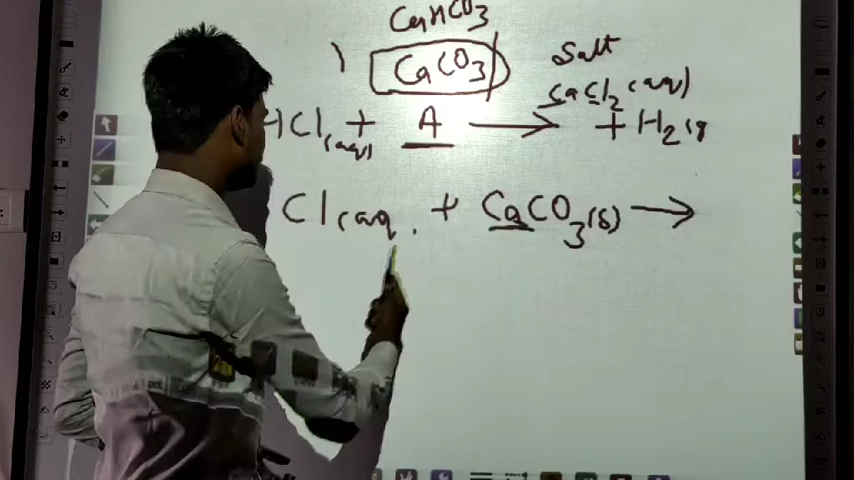 CaHCO3
CaCO3 Salt
CaCl2 (aq)
HCl(aq) + A → + H2(g
Cl(aq. + CaCO3(s) →